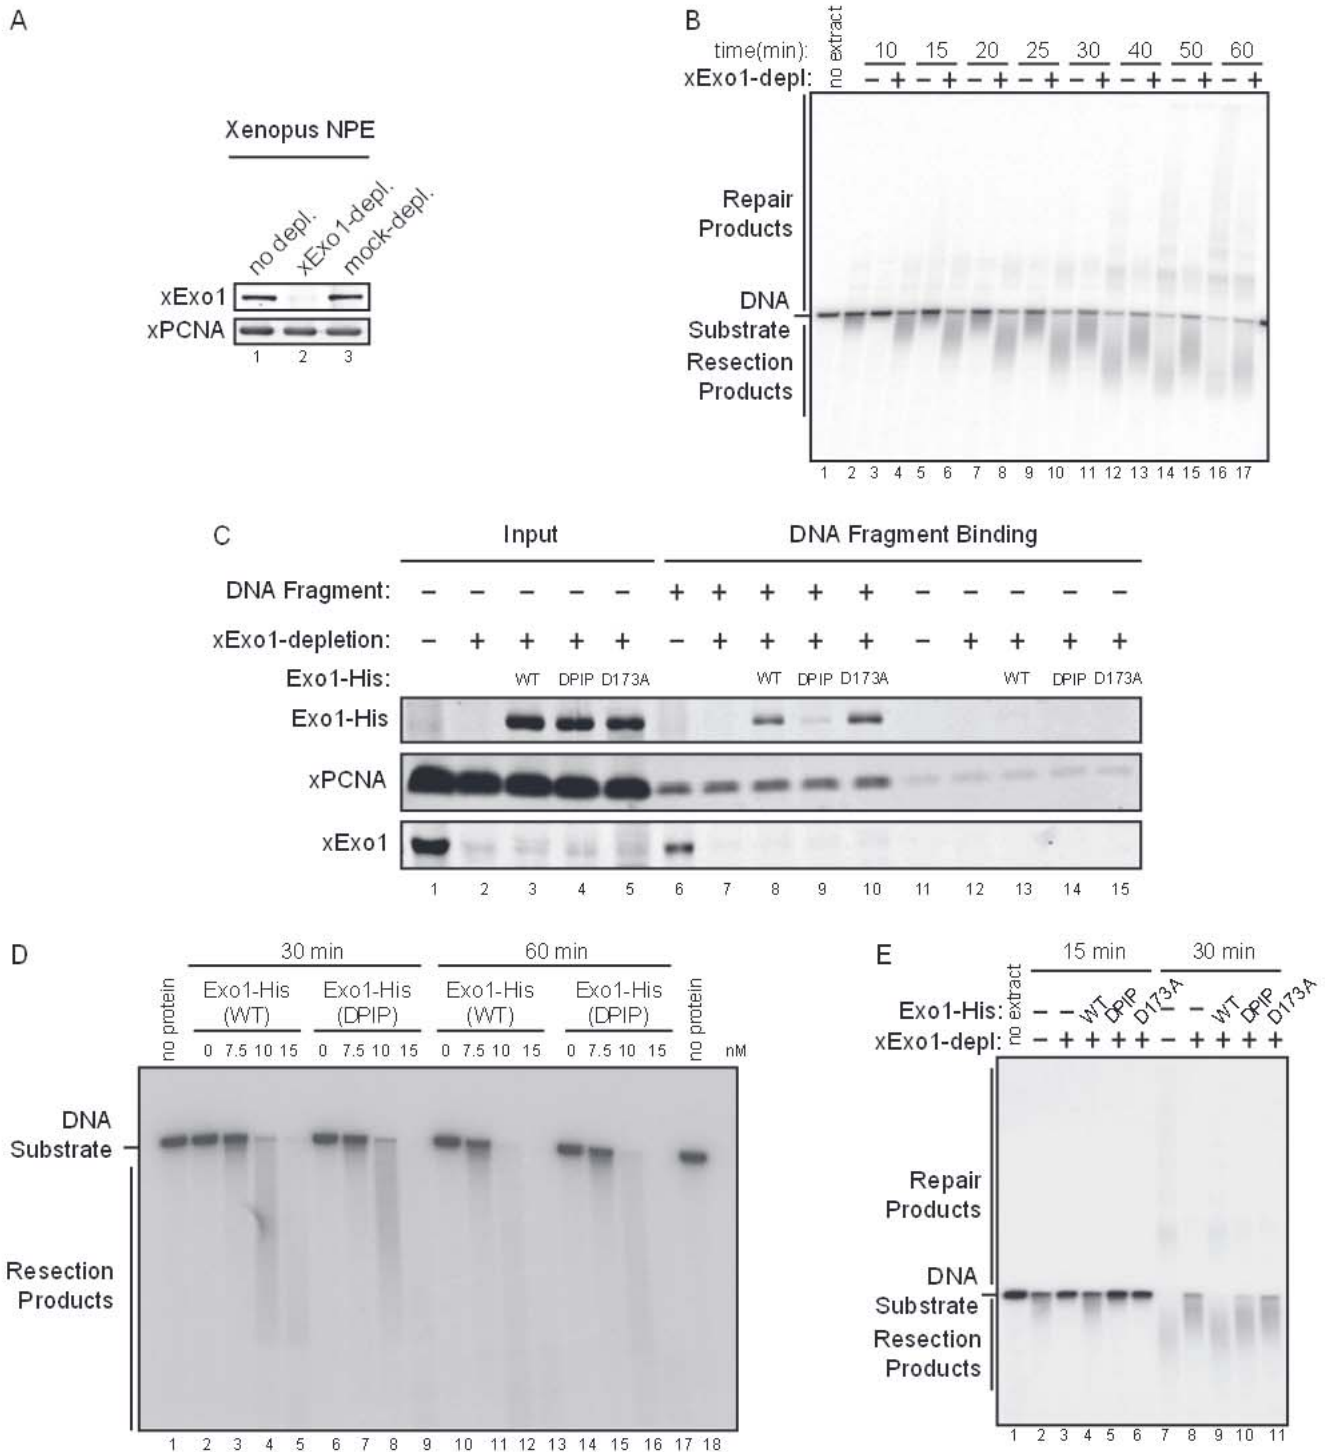 A
Xenopus NPE
no depl.
xExo1-depl.
mock-depl.
xExo1
xPCNA
1 2 3
B
no extract
time(min): 10 15 20 25 30 40 50 60
xExo1-depl: − + − + − + − + − + − + − + − +
Repair
Products
DNA
Substrate
Resection
Products
1 2 3 4 5 6 7 8 9 10 11 12 13 14 15 16 17
C
Input DNA Fragment Binding
DNA Fragment: − − − − − + + + + + − − − − −
xExo1-depletion: − + + + + − + + + + − + + + +
Exo1-His: WT DPIP D173A WT DPIP D173A WT DPIP D173A
Exo1-His
xPCNA
xExo1
1 2 3 4 5 6 7 8 9 10 11 12 13 14 15
D
30 min 60 min
no protein
Exo1-His Exo1-His Exo1-His Exo1-His
(WT) (DPIP) (WT) (DPIP)
no protein
0 7.5 10 15 0 7.5 10 15 0 7.5 10 15 0 7.5 10 15 nM
DNA
Substrate
Resection
Products
1 2 3 4 5 6 7 8 9 10 11 12 13 14 15 16 17 18
E
no extract
15 min 30 min
Exo1-His: − − WT DPIP D173A − − WT DPIP D173A
xExo1-depl: − + + + + − + + + +
Repair
Products
DNA
Substrate
Resection
Products
1 2 3 4 5 6 7 8 9 10 11